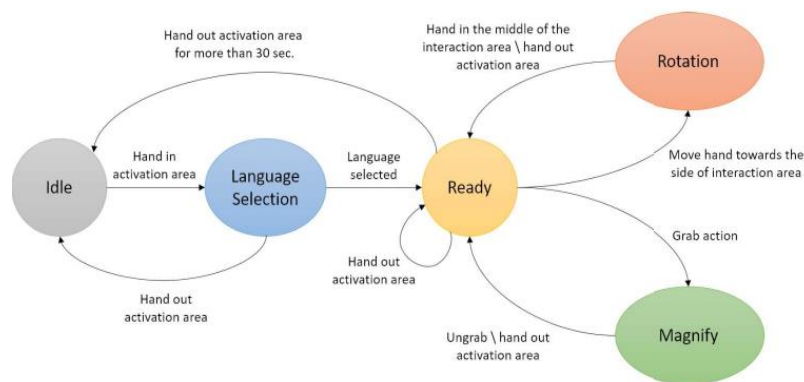 Hand out activation area
for more than 30 sec.
Hand in the middle of the
interaction area \ hand out
activation area
Rotation
Idle
Hand in
activation area
Language
Selection
Language
selected
Ready
Move hand towards the
side of interaction area
Hand out
activation area
Hand out
activation area
Grab action
Ungrab \ hand out
activation area
Magnify